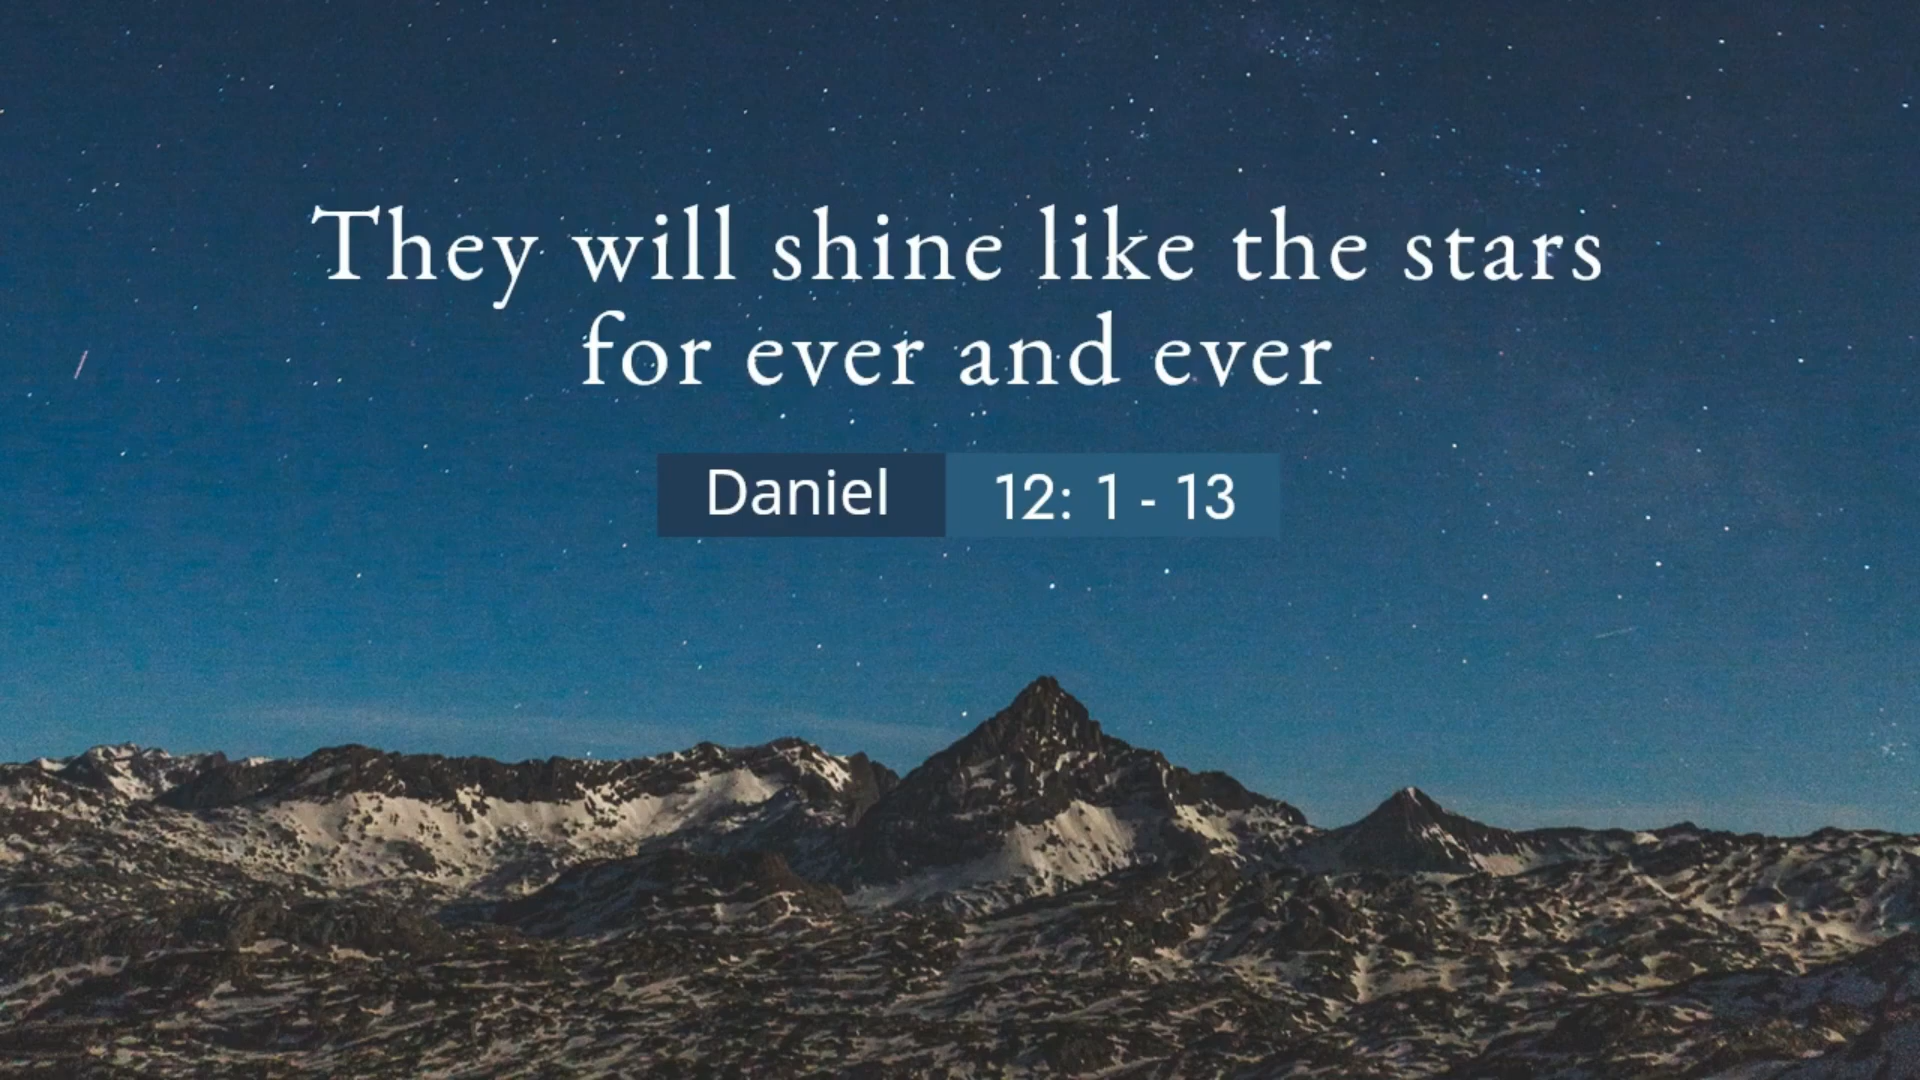 They will shine like the stars
for ever and ever
Daniel 12: 1 - 13